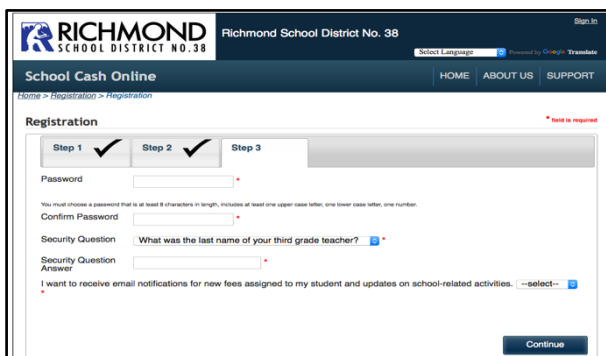 RICHMOND
SCHOOL DISTRICT NO.38
Richmond School District No. 38
Sign In
Select Language
Powered by Google Translate
School Cash Online
HOME ABOUT US SUPPORT
Home > Registration > Registration
Registration
* field is required
Step 1 Step 2 Step 3
Password *
You must choose a password that is at least 8 characters in length, includes at least one upper case letter, one lower case letter, one number.
Confirm Password *
Security Question What was the last name of your third grade teacher? *
Security Question
Answer *
I want to receive email notifications for new fees assigned to my student and updates on school-related activities. --select--
*
Continue